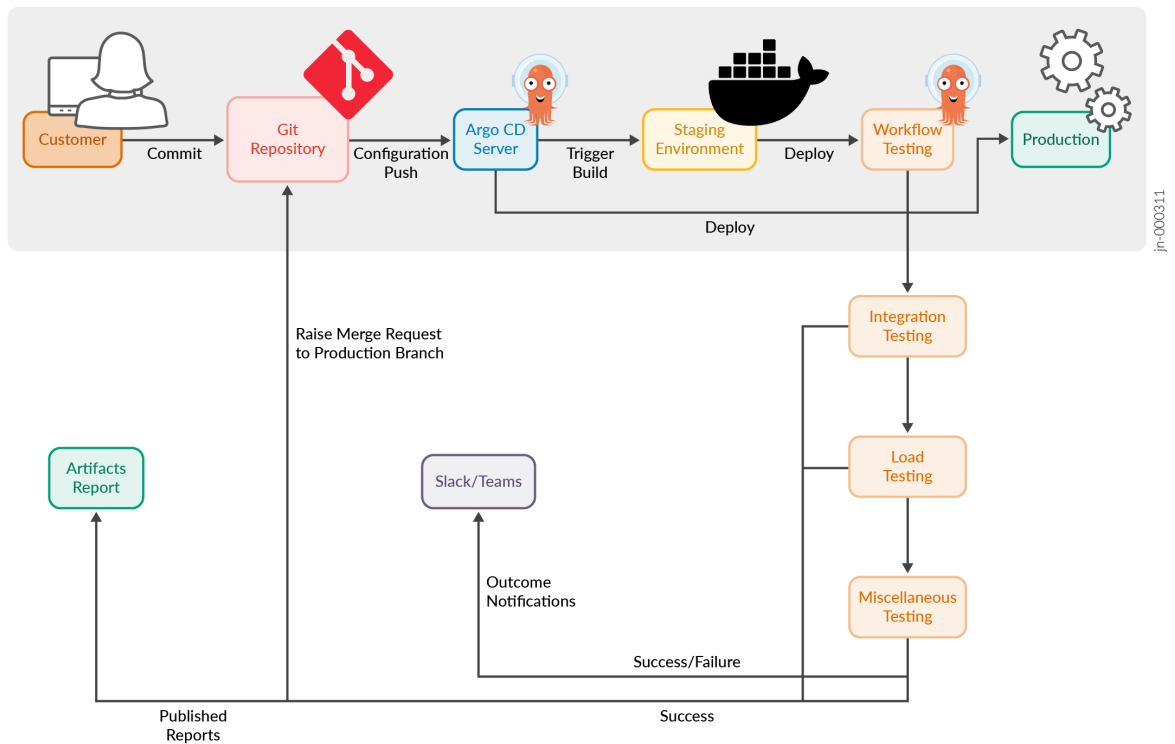 Customer
Commit
Git
Repository
Configuration
Push
Argo CD
Server
Trigger
Build
Staging
Environment
Deploy
Workflow
Testing
Production
Deploy
jn-000311
Integration
Testing
Raise Merge Request
to Production Branch
Load
Testing
Artifacts
Report
Slack/Teams
Outcome
Notifications
Miscellaneous
Testing
Success/Failure
Published
Reports
Success